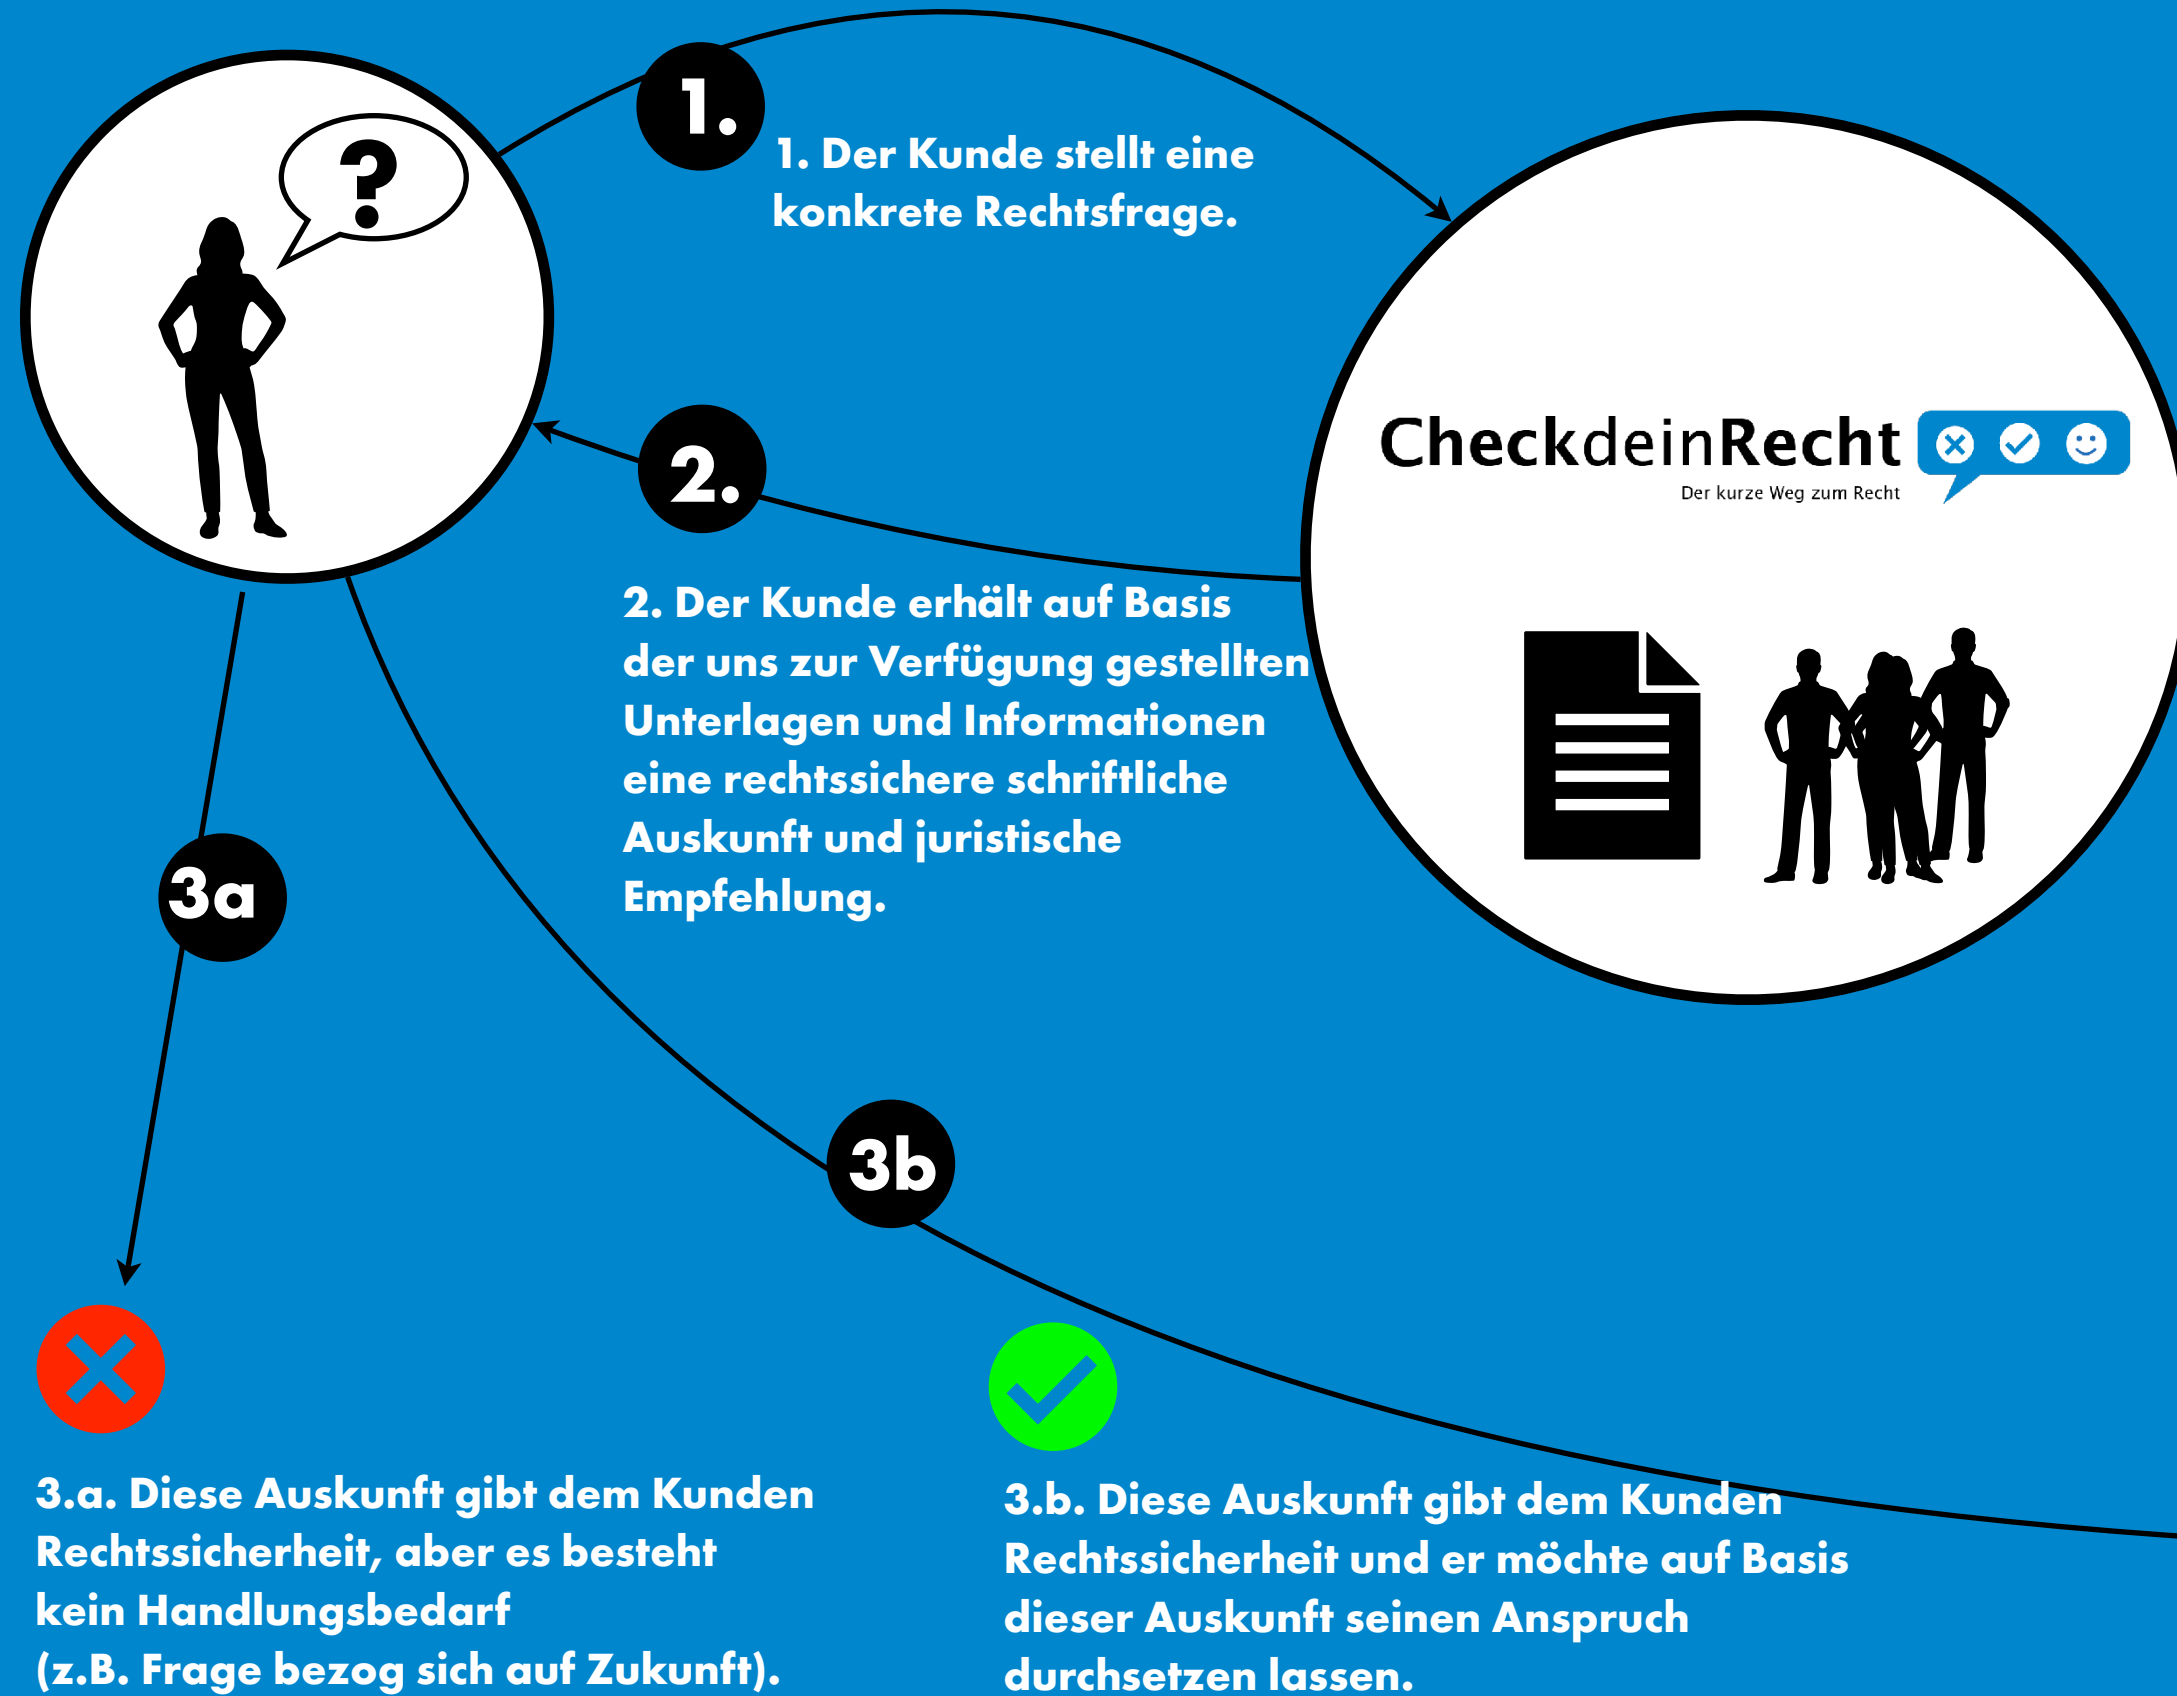 ?
1.
1. Der Kunde stellt eine
konkrete Rechtsfrage.
CheckdeinRecht
Der kurze Weg zum Recht
2.
2. Der Kunde erhält auf Basis
der uns zur Verfügung gestellten
Unterlagen und Informationen
eine rechtssichere schriftliche
Auskunft und juristische
Empfehlung.
3a
3b
3.a. Diese Auskunft gibt dem Kunden
Rechtssicherheit, aber es besteht
kein Handlungsbedarf
(z.B. Frage bezog sich auf Zukunft).
3.b. Diese Auskunft gibt dem Kunden
Rechtssicherheit und er möchte auf Basis
dieser Auskunft seinen Anspruch
durchsetzen lassen.